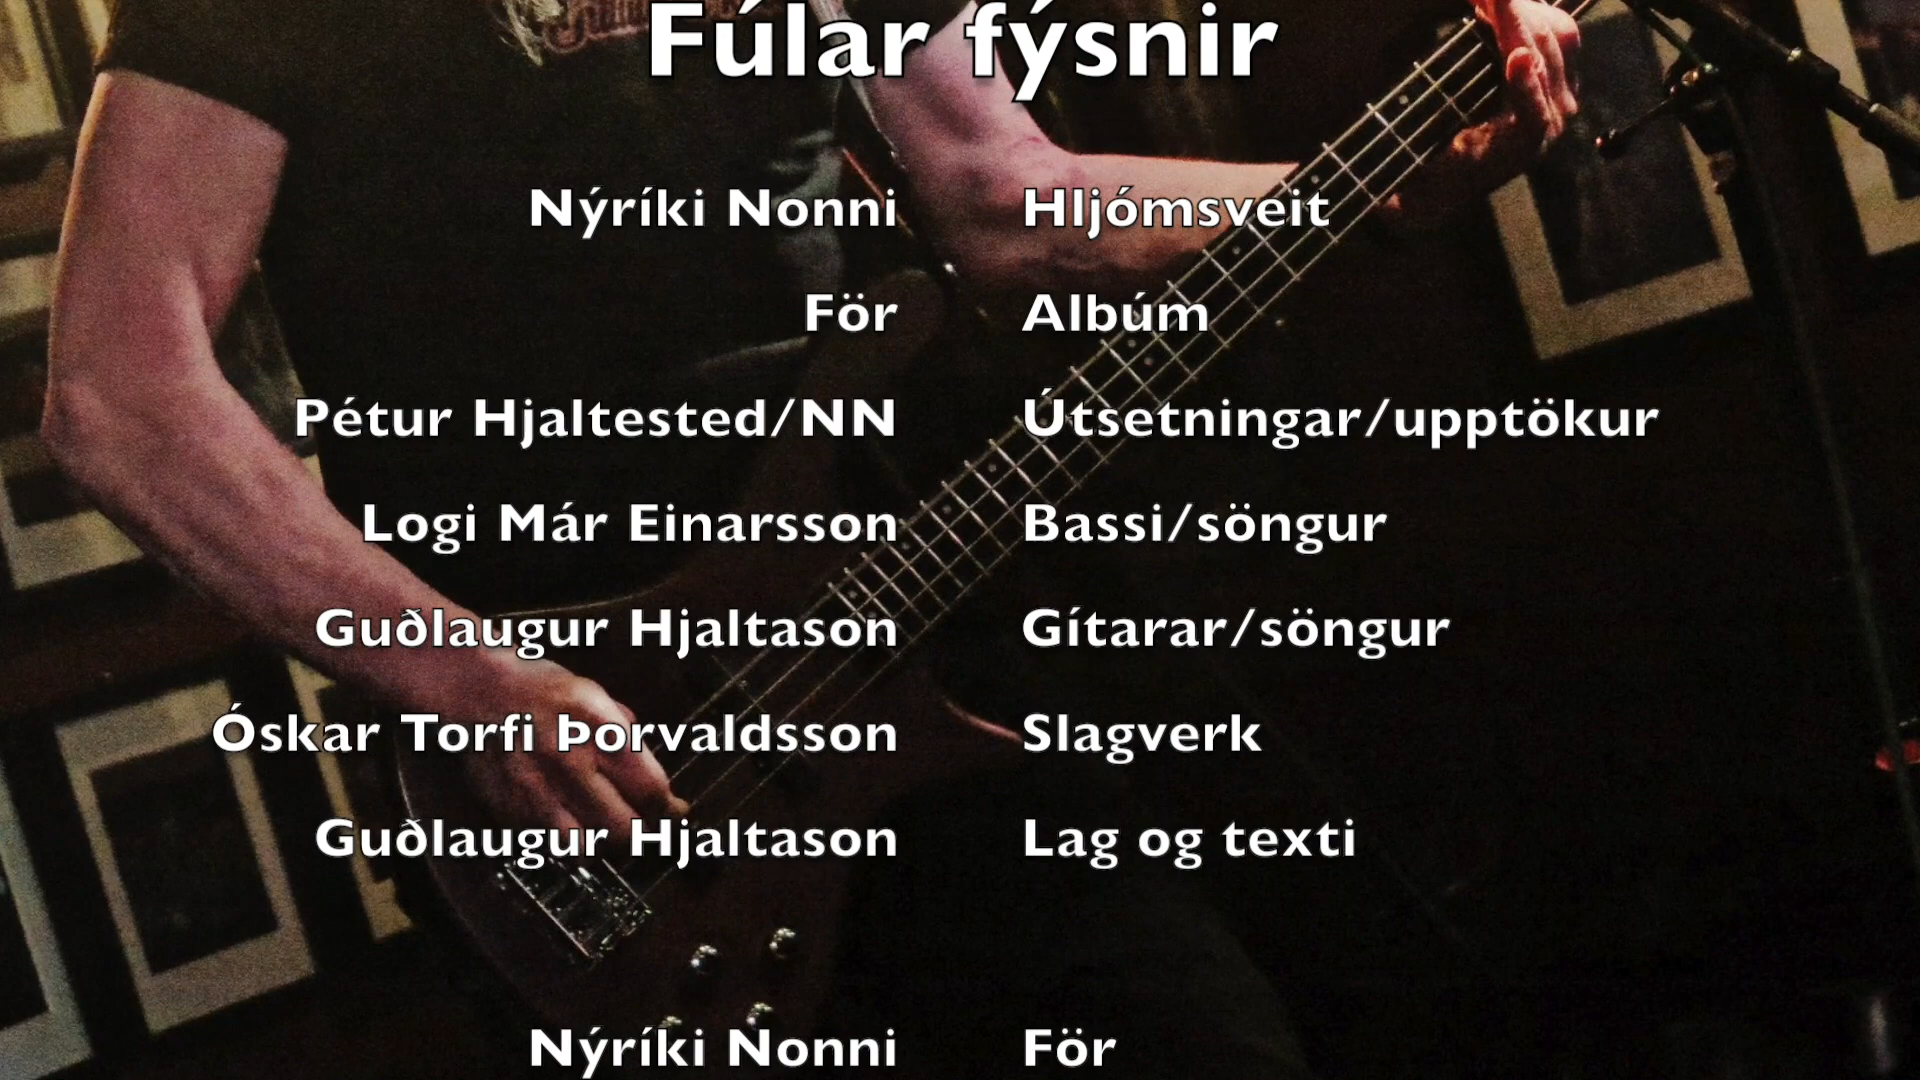 Fúlar fýsnir
Nýríki Nonni Hljómsveit
För Albúm
Pétur Hjaltested/NN Útsetningar/upptökur
Logi Már Einarsson Bassi/söngur
Guðlaugur Hjaltason Gítarar/söngur
Óskar Torfi Þorvaldsson Slagverk
Guðlaugur Hjaltason Lag og texti
Nýríki Nonni För